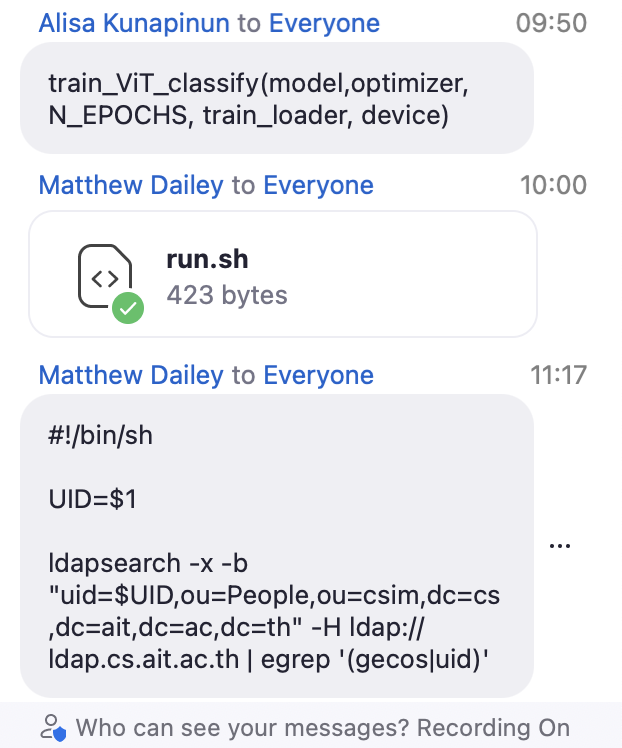 Alisa Kunapinun to Everyone 09:50
train_ViT_classify(model,optimizer,
N_EPOCHS, train_loader, device)
Matthew Dailey to Everyone 10:00
run.sh
423 bytes
Matthew Dailey to Everyone 11:17
#!/bin/sh
UID=$1
ldapsearch -x -b
"uid=$UID,ou=People,ou=csim,dc=cs
,dc=ait,dc=ac,dc=th" -H ldap://
ldap.cs.ait.ac.th | egrep '(gecos|uid)'
Who can see your messages? Recording On